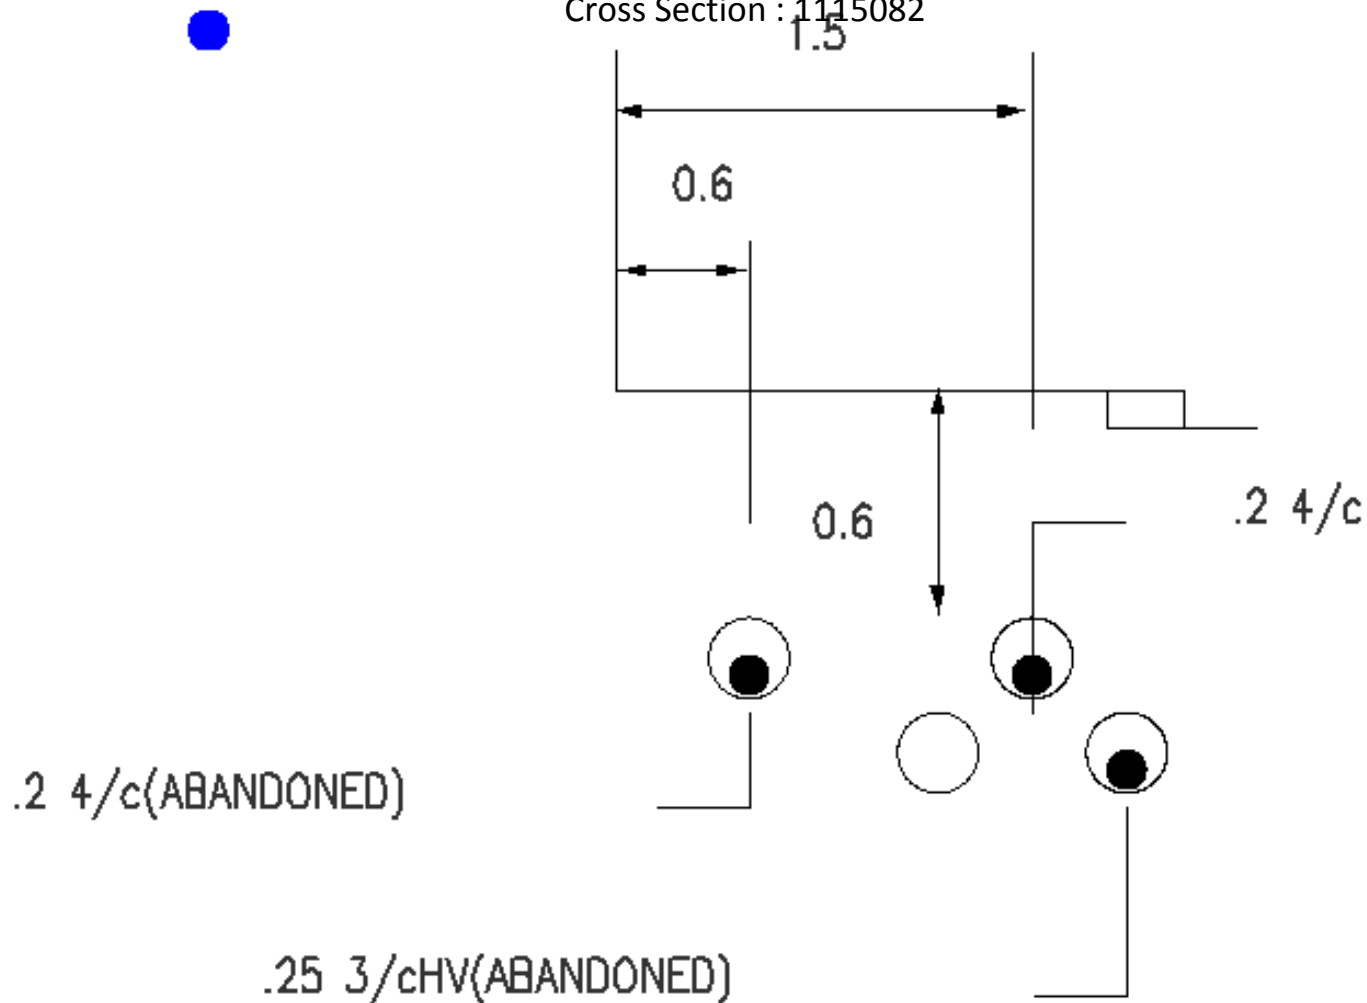 Cross Section : 1115082
1.5
0.6
.2 4/c
0.6
.2 4/c(ABANDONED)
.25 3/cHV(ABANDONED)